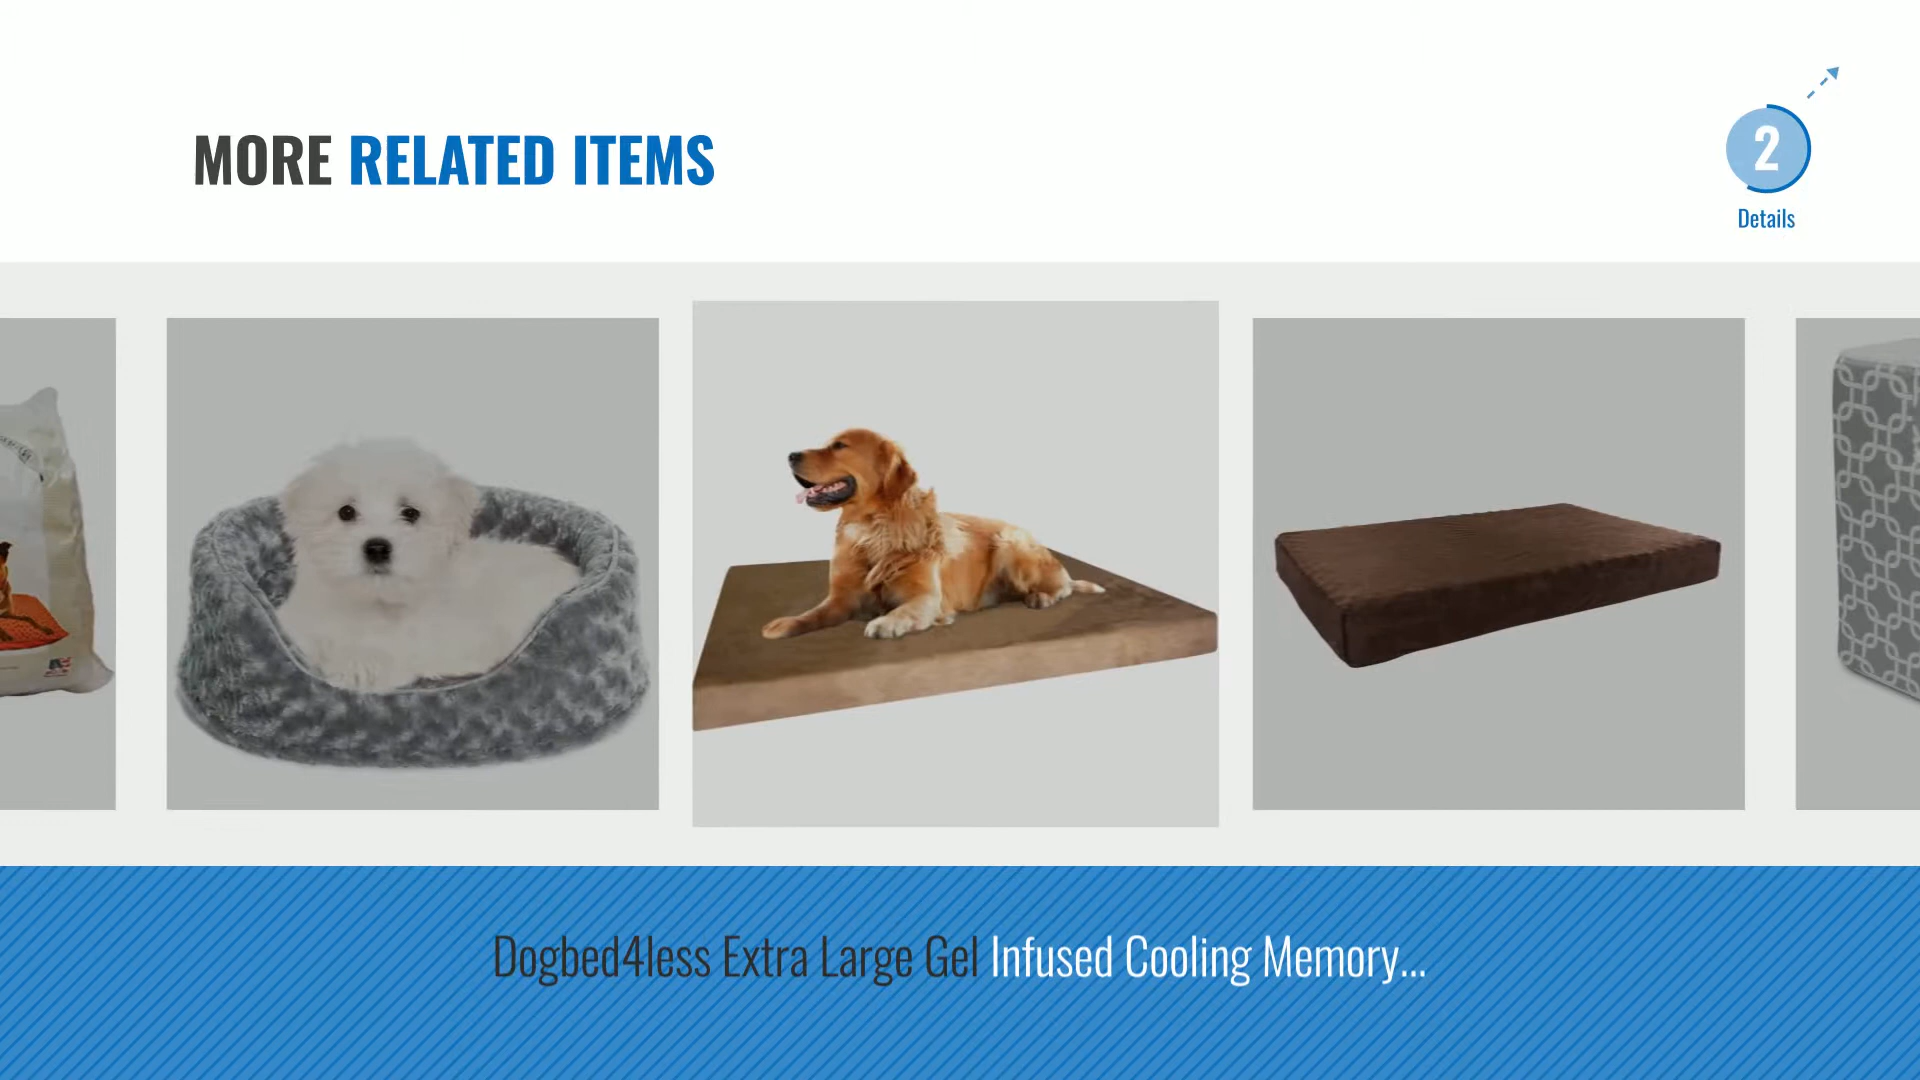 MORE RELATED ITEMS
2
Details
Dogbed4less Extra Large Gel Infused Cooling Memory...